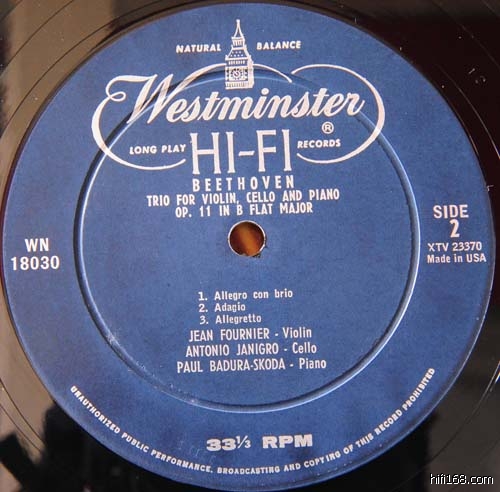 NATURAL BALANCE
Westminster ®
LONG PLAY HI-FI RECORDS
BEETHOVEN
TRIO FOR VIOLIN, CELLO AND PIANO
OP. 11 IN B FLAT MAJOR
WN
18030
SIDE
2
XTV 23370
Made in USA
1. Allegro con brio
2. Adagio
3. Allegretto
JEAN FOURNIER - Violin
ANTONIO JANIGRO - Cello
PAUL BADURA-SKODA - Piano
33⅓ RPM
UNAUTHORIZED PUBLIC PERFORMANCE, BROADCASTING AND COPYING OF THIS RECORD PROHIBITED
hifi168.com